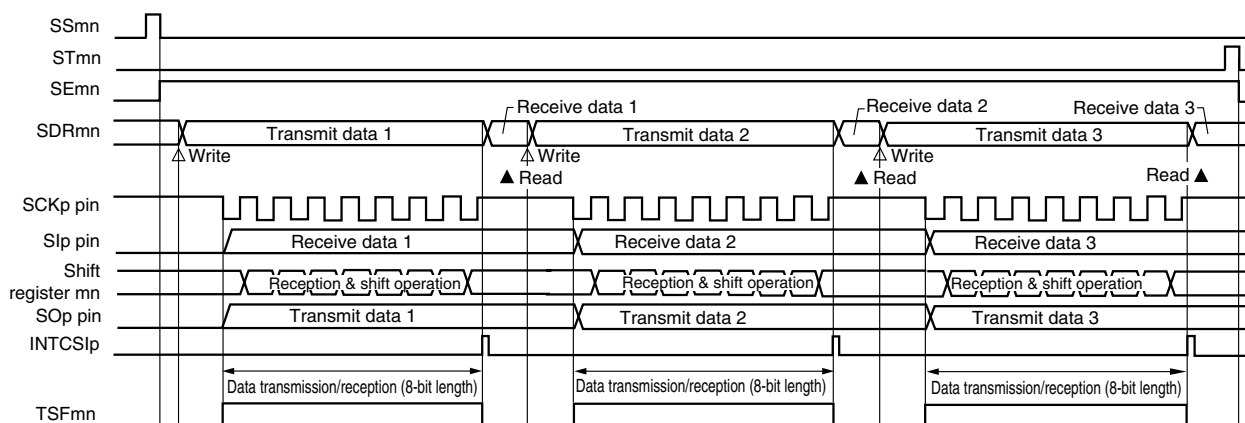 SSmn
STmn
SEmn
Receive data 1
Receive data 2
Receive data 3
SDRmn
Transmit data 1
Transmit data 2
Transmit data 3
Write
Write
Write
▲ Read
▲ Read
Read ▲
SCKp pin
SIp pin
Receive data 1
Receive data 2
Receive data 3
Shift
register mn
Reception & shift operation
Reception & shift operation
Reception & shift operation
SOp pin
Transmit data 1
Transmit data 2
Transmit data 3
INTCSIp
Data transmission/reception (8-bit length)
Data transmission/reception (8-bit length)
Data transmission/reception (8-bit length)
TSFmn